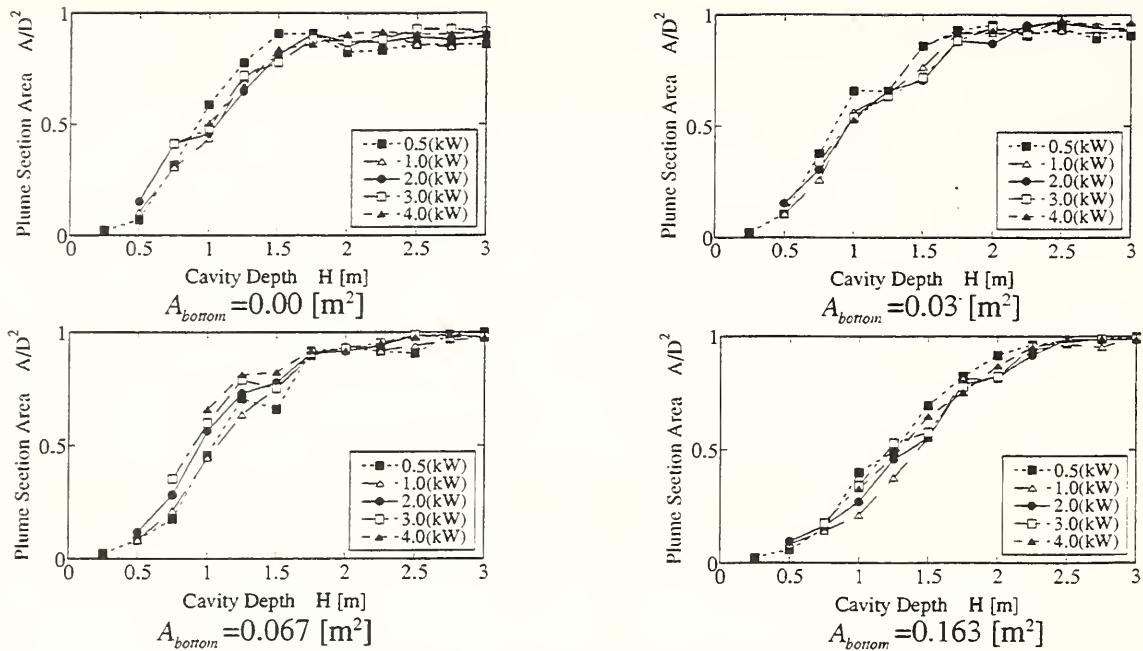 Plume Section Area A/D²
1
0.5
0
0.5(kW)
1.0(kW)
2.0(kW)
3.0(kW)
4.0(kW)
0.5 1 1.5 2 2.5 3
Cavity Depth H [m]
A_bottom=0.00 [m²]
Plume Section Area A/D²
1
0.5
0
0.5(kW)
1.0(kW)
2.0(kW)
3.0(kW)
4.0(kW)
0.5 1 1.5 2 2.5 3
Cavity Depth H [m]
A_bottom=0.03 [m²]
Plume Section Area A/D²
1
0.5
0
0.5(kW)
1.0(kW)
2.0(kW)
3.0(kW)
4.0(kW)
0 0.5 1 1.5 2 2.5 3
Cavity Depth H [m]
A_bottom=0.067 [m²]
Plume Section Area A/D²
1
0.5
0
0.5(kW)
1.0(kW)
2.0(kW)
3.0(kW)
4.0(kW)
0 0.5 1 1.5 2 2.5 3
Cavity Depth H [m]
A_bottom=0.163 [m²]